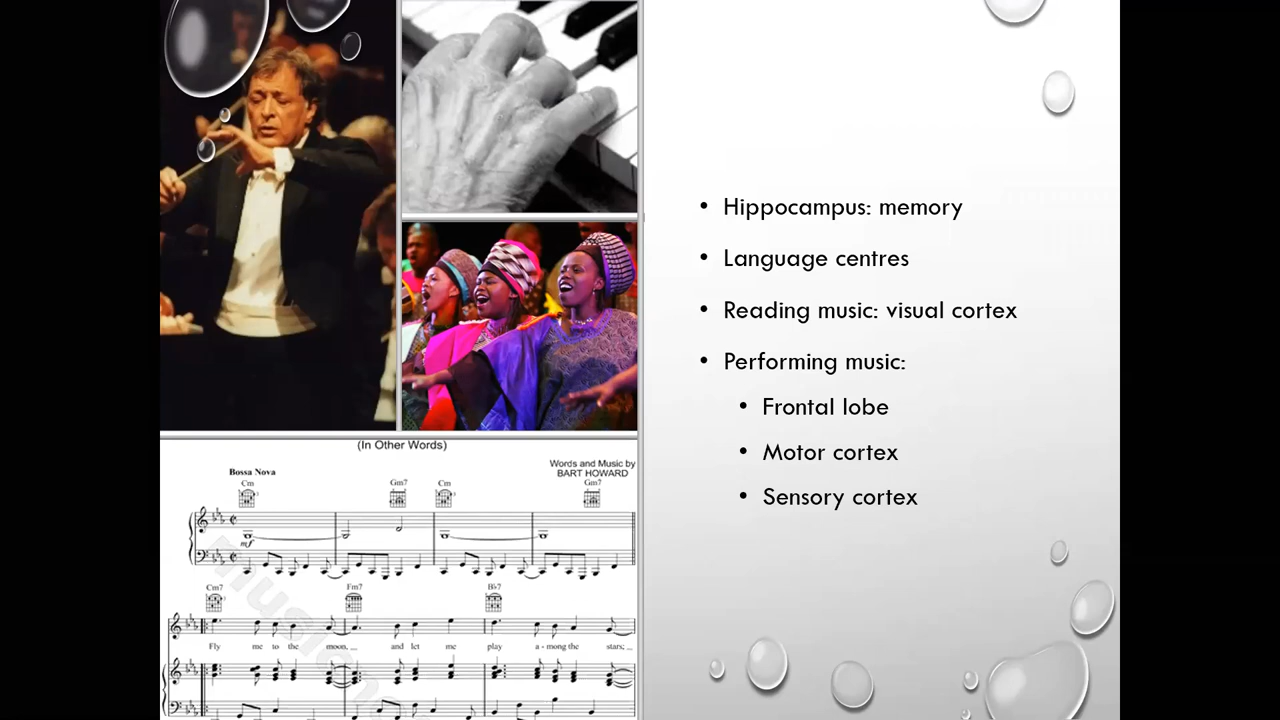 • Hippocampus: memory
• Language centres
• Reading music: visual cortex
• Performing music:
• Frontal lobe
• Motor cortex
• Sensory cortex
(In Other Words)
Bossa Nova
Words and Music by
BART HOWARD
Cm Gm7 Cm Gm7
mf
Cm7 Fm7 B♭7
Fly me to the moon, and let me play a - mong the stars;